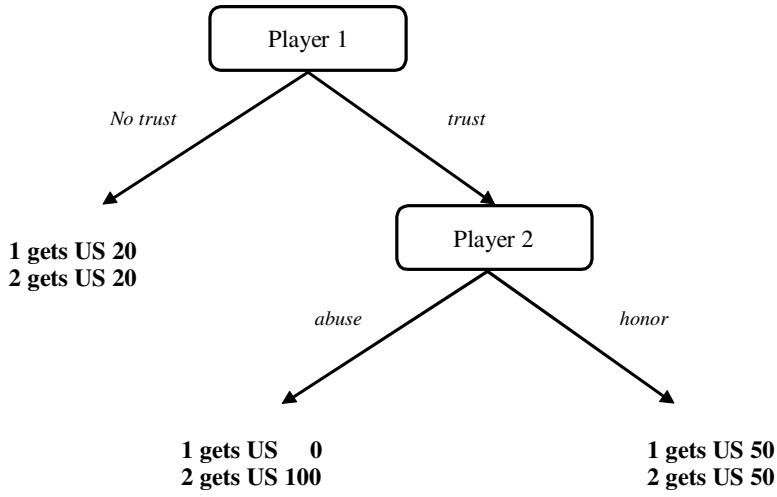 Player 1
No trust
trust
1 gets US 20
2 gets US 20
Player 2
abuse
honor
1 gets US 0
2 gets US 100
1 gets US 50
2 gets US 50